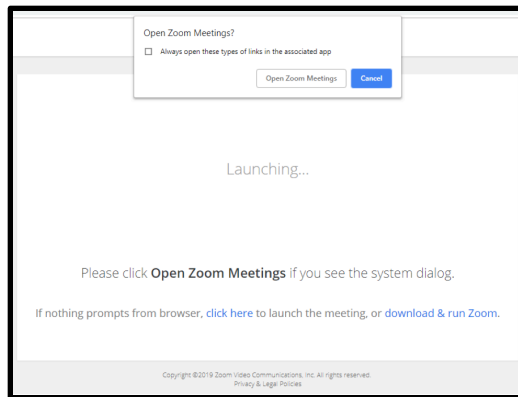 Open Zoom Meetings?
Always open these types of links in the associated app
Open Zoom Meetings Cancel
Launching...
Please click Open Zoom Meetings if you see the system dialog.
If nothing prompts from browser, click here to launch the meeting, or download & run Zoom.
Copyright ©2019 Zoom Video Communications, Inc. All rights reserved.
Privacy & Legal Policies